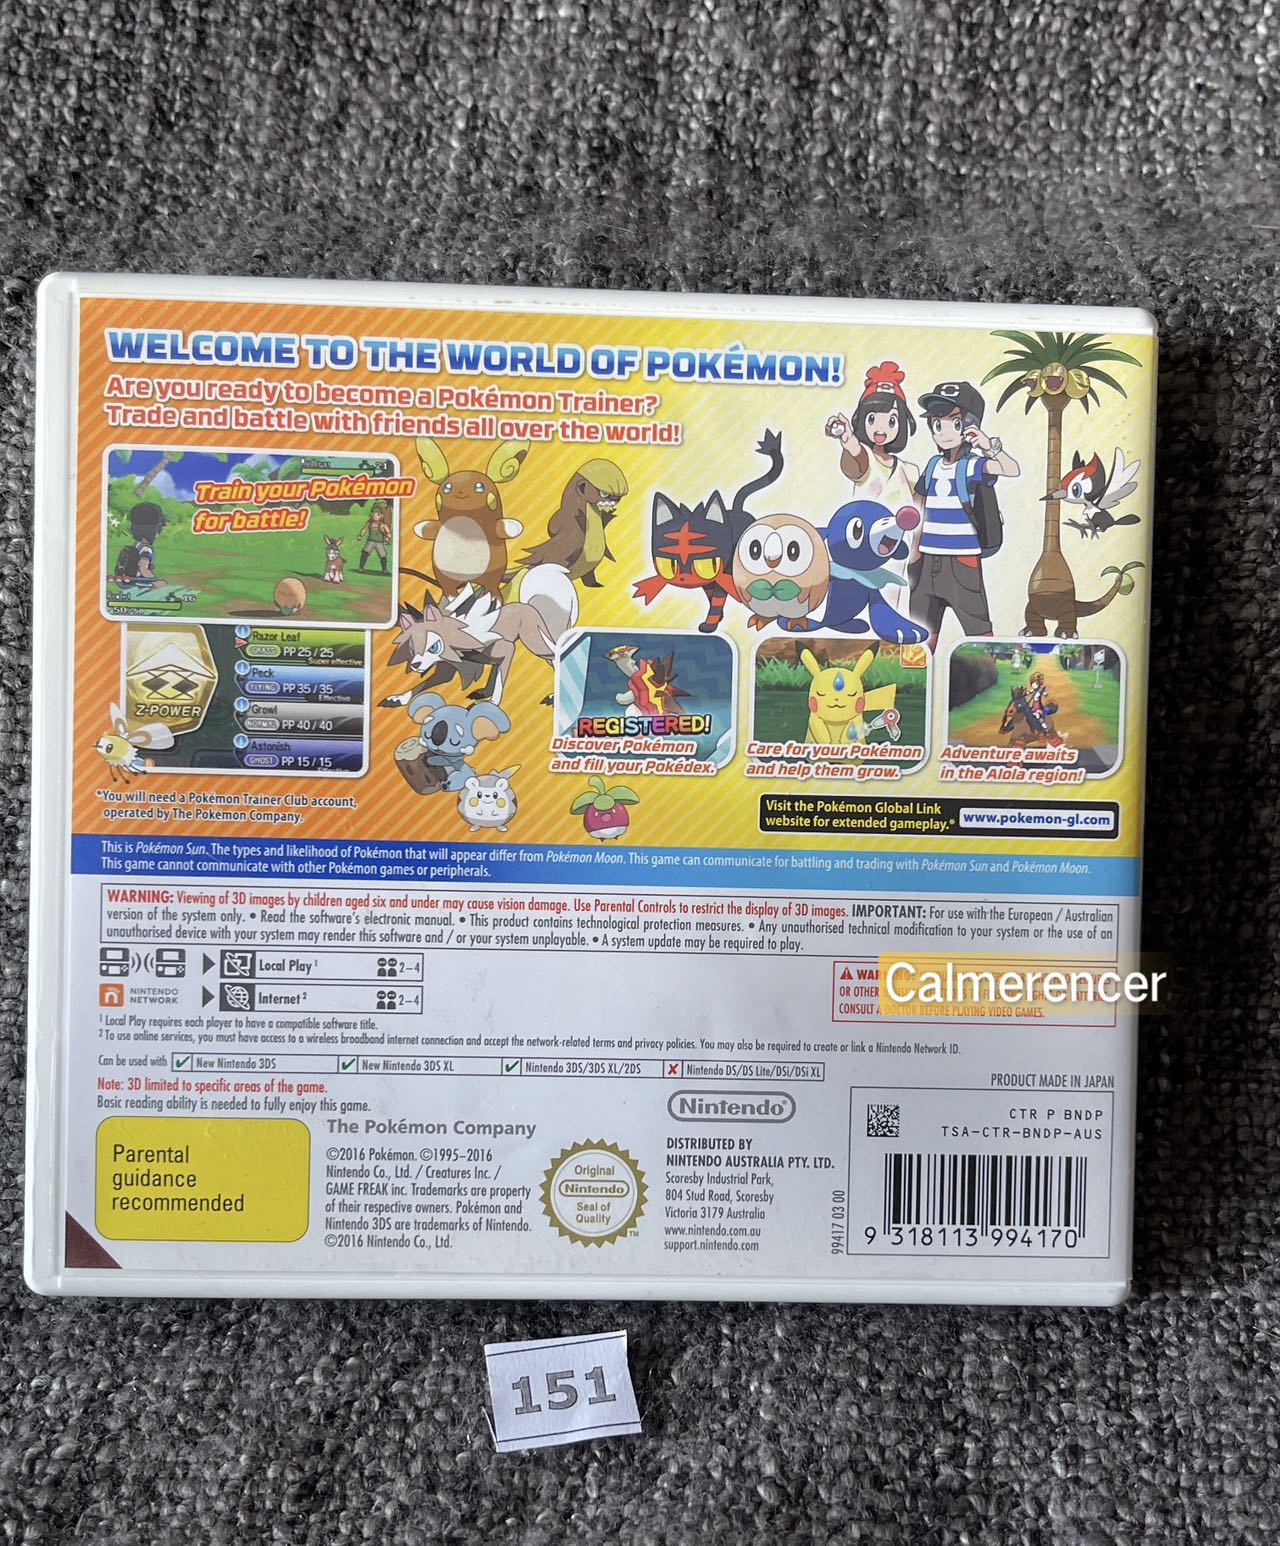 WELCOME TO THE WORLD OF POKÉMON!
Are you ready to become a Pokémon Trainer?
Trade and battle with friends all over the world!
21
Train your Pokémon
for battle!
16
50/50
Razor Leaf
GRASS PP 25/25
Super effective
Peck
FLYING PP 35/35
Effective
Growl
NORMAL PP 40/40
Astonish
GHOST PP 15/15
Z-POWER
B
REGISTERED!
Discover Pokémon
and fill your Pokédex.
Care for your Pokémon
and help them grow.
Adventure awaits
in the Alola region!
*You will need a Pokémon Trainer Club account,
operated by The Pokémon Company.
Visit the Pokémon Global Link
website for extended gameplay.*
www.pokemon-gl.com
This is Pokémon Sun. The types and likelihood of Pokémon that will appear differ from Pokémon Moon. This game can communicate for battling and trading with Pokémon Sun and Pokémon Moon.
This game cannot communicate with other Pokémon games or peripherals.
WARNING: Viewing of 3D images by children aged six and under may cause vision damage. Use Parental Controls to restrict the display of 3D images. IMPORTANT: For use with the European / Australian
version of the system only. • Read the software's electronic manual. • This product contains technological protection measures. • Any unauthorised technical modification to your system or the use of an
unauthorised device with your system may render this software and / or your system unplayable. • A system update may be required to play.
Local Play¹ 2-4
NINTENDO
NETWORK
Internet² 2-4
OR OTHER
CONSULT A DOCTOR BEFORE PLAYING VIDEO GAMES.
Calmerencer
¹ Local Play requires each player to have a compatible software title.
² To use online services, you must have access to a wireless broadband internet connection and accept the network-related terms and privacy policies. You may also be required to create or link a Nintendo Network ID.
Can be used with New Nintendo 3DS New Nintendo 3DS XL Nintendo 3DS/3DS XL/2DS Nintendo DS/DS Lite/DSi/DSi XL
Note: 3D limited to specific areas of the game.
Basic reading ability is needed to fully enjoy this game.
PRODUCT MADE IN JAPAN
Parental
guidance
recommended
The Pokémon Company
©2016 Pokémon. ©1995–2016
Nintendo Co., Ltd. / Creatures Inc. /
GAME FREAK inc. Trademarks are property
of their respective owners. Pokémon and
Nintendo 3DS are trademarks of Nintendo.
©2016 Nintendo Co., Ltd.
Original
Nintendo
Seal of
Quality
TM
Nintendo®
DISTRIBUTED BY
NINTENDO AUSTRALIA PTY. LTD.
Scoresby Industrial Park,
804 Stud Road, Scoresby
Victoria 3179 Australia
www.nintendo.com.au
support.nintendo.com
CTR P BNDP
TSA-CTR-BNDP-AUS
99417 03 00
9 318113 994170
151